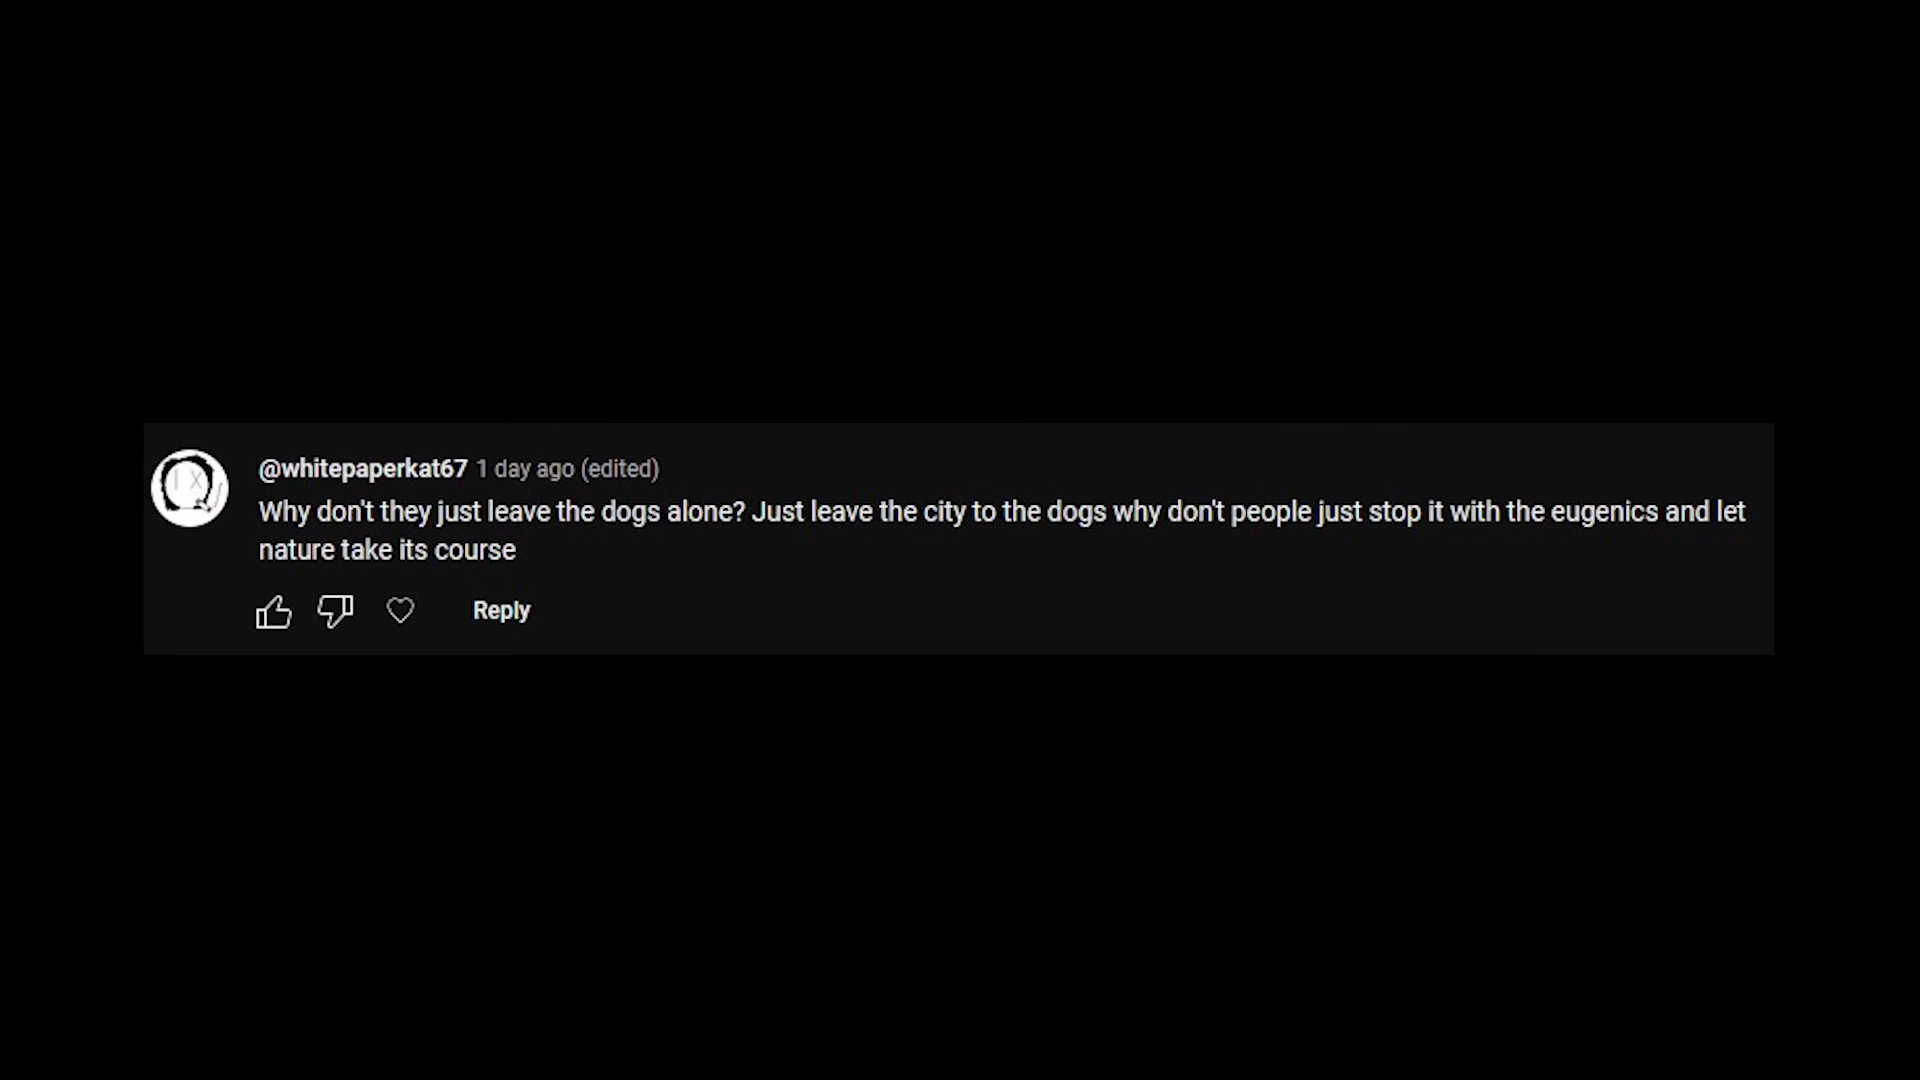 @whitepaperkat67 1 day ago (edited)
Why don't they just leave the dogs alone? Just leave the city to the dogs why don't people just stop it with the eugenics and let
nature take its course
Reply